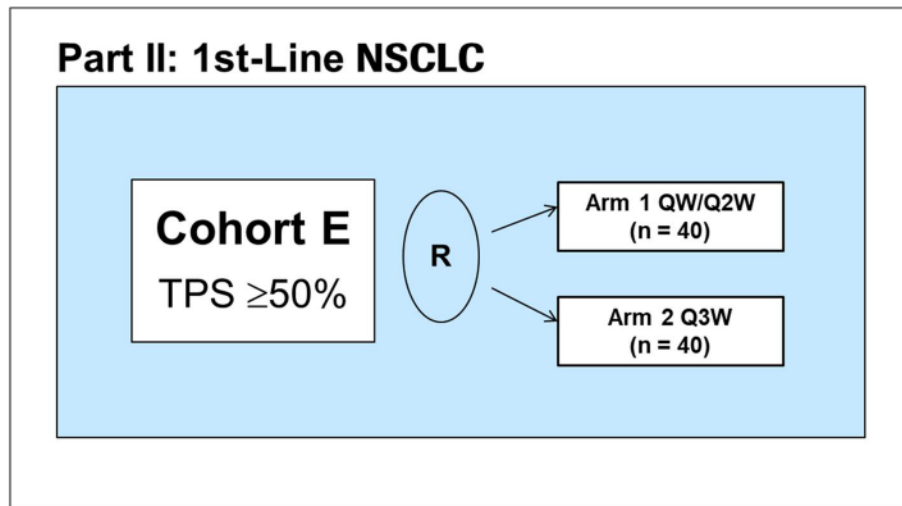 Part II: 1st-Line NSCLC
Cohort E
TPS ≥50%
R
Arm 1 QW/Q2W
(n = 40)
Arm 2 Q3W
(n = 40)